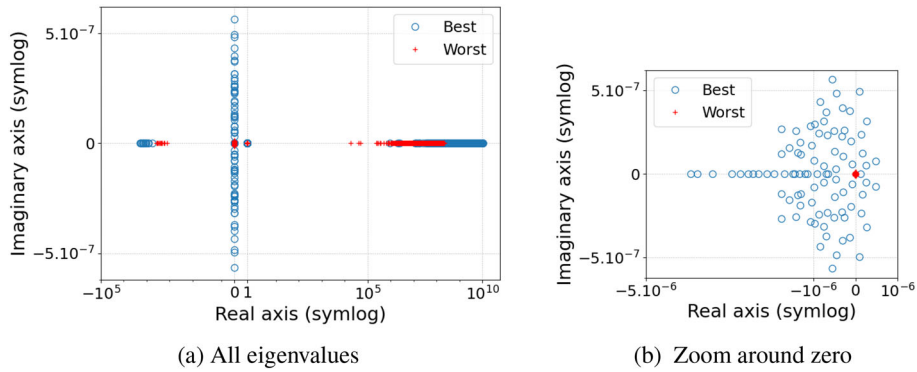 Imaginary axis (symlog)
5.10⁻⁷
0
−5.10⁻⁷
Best
Worst
−10⁵
0
1
10⁵
10¹⁰
Real axis (symlog)
(a) All eigenvalues
Imaginary axis (symlog)
5.10⁻⁷
0
−5.10⁻⁷
Best
Worst
−5.10⁻⁶
−10⁻⁶
0
10⁻⁶
Real axis (symlog)
(b) Zoom around zero